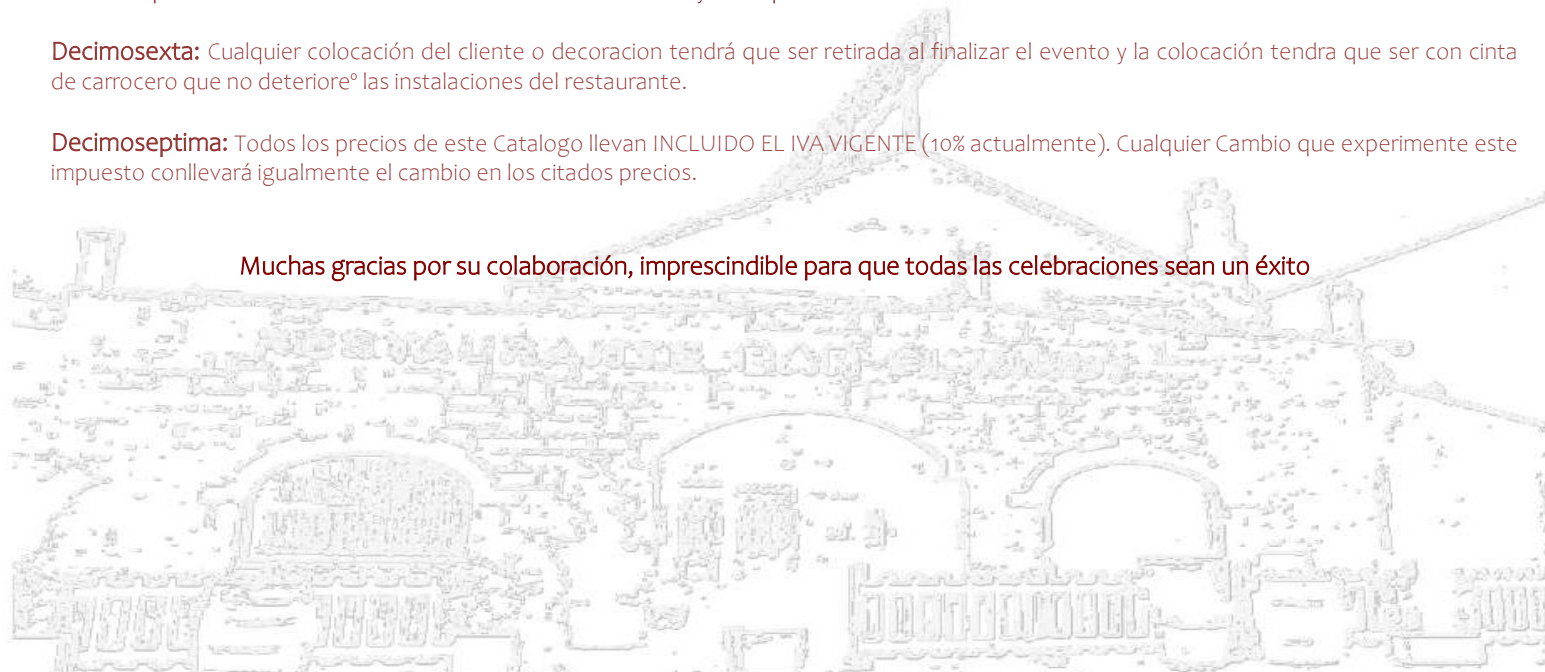 Decimosexta: Cualquier colocación del cliente o decoracion tendrá que ser retirada al finalizar el evento y la colocación tendra que ser con cinta
de carrocero que no deterioreº las instalaciones del restaurante.
Decimoseptima: Todos los precios de este Catalogo llevan INCLUIDO EL IVA VIGENTE (10% actualmente). Cualquier Cambio que experimente este
impuesto conllevará igualmente el cambio en los citados precios.
Muchas gracias por su colaboración, imprescindible para que todas las celebraciones sean un éxito